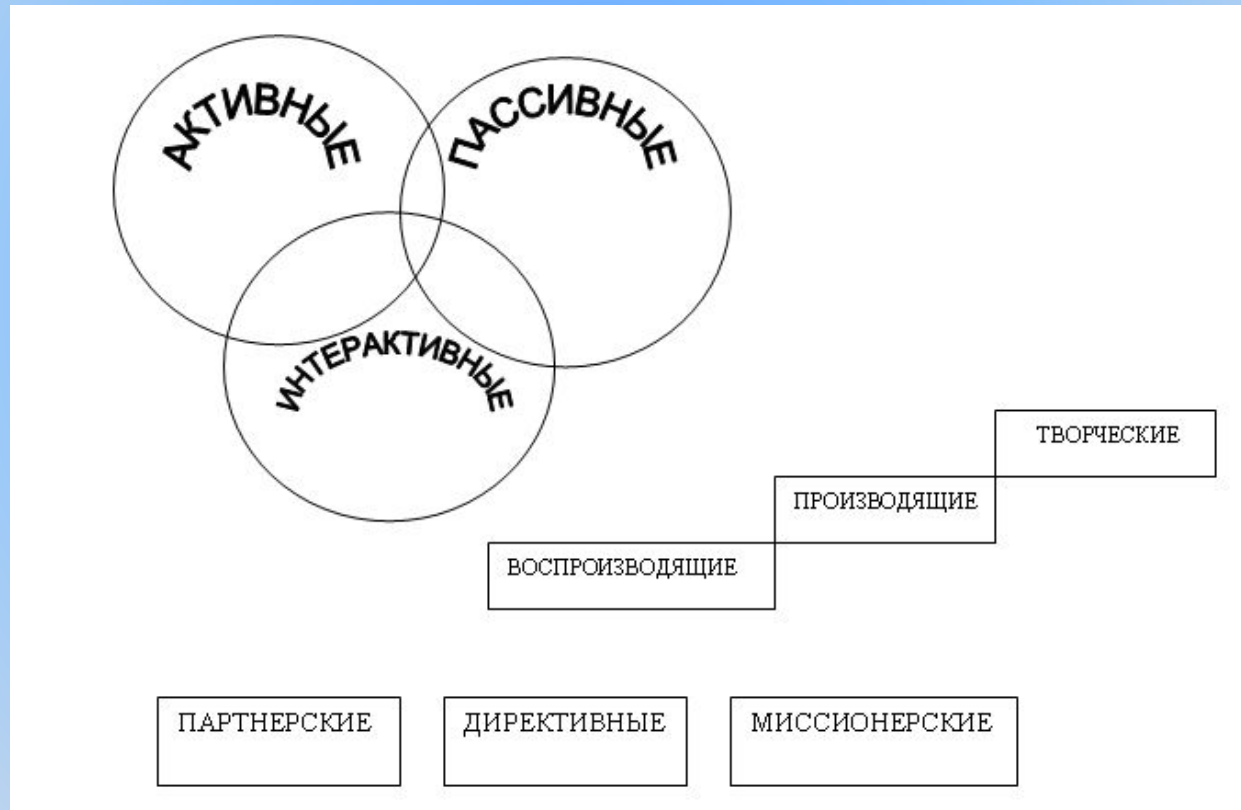 АКТИВНЫЕ
ПАССИВНЫЕ
ИНТЕРАКТИВНЫЕ
ТВОРЧЕСКИЕ
ПРОИЗВОДЯЩИЕ
ВОСПРОИЗВОДЯЩИЕ
ПАРТНЕРСКИЕ
ДИРЕКТИВНЫЕ
МИССИОНЕРСКИЕ